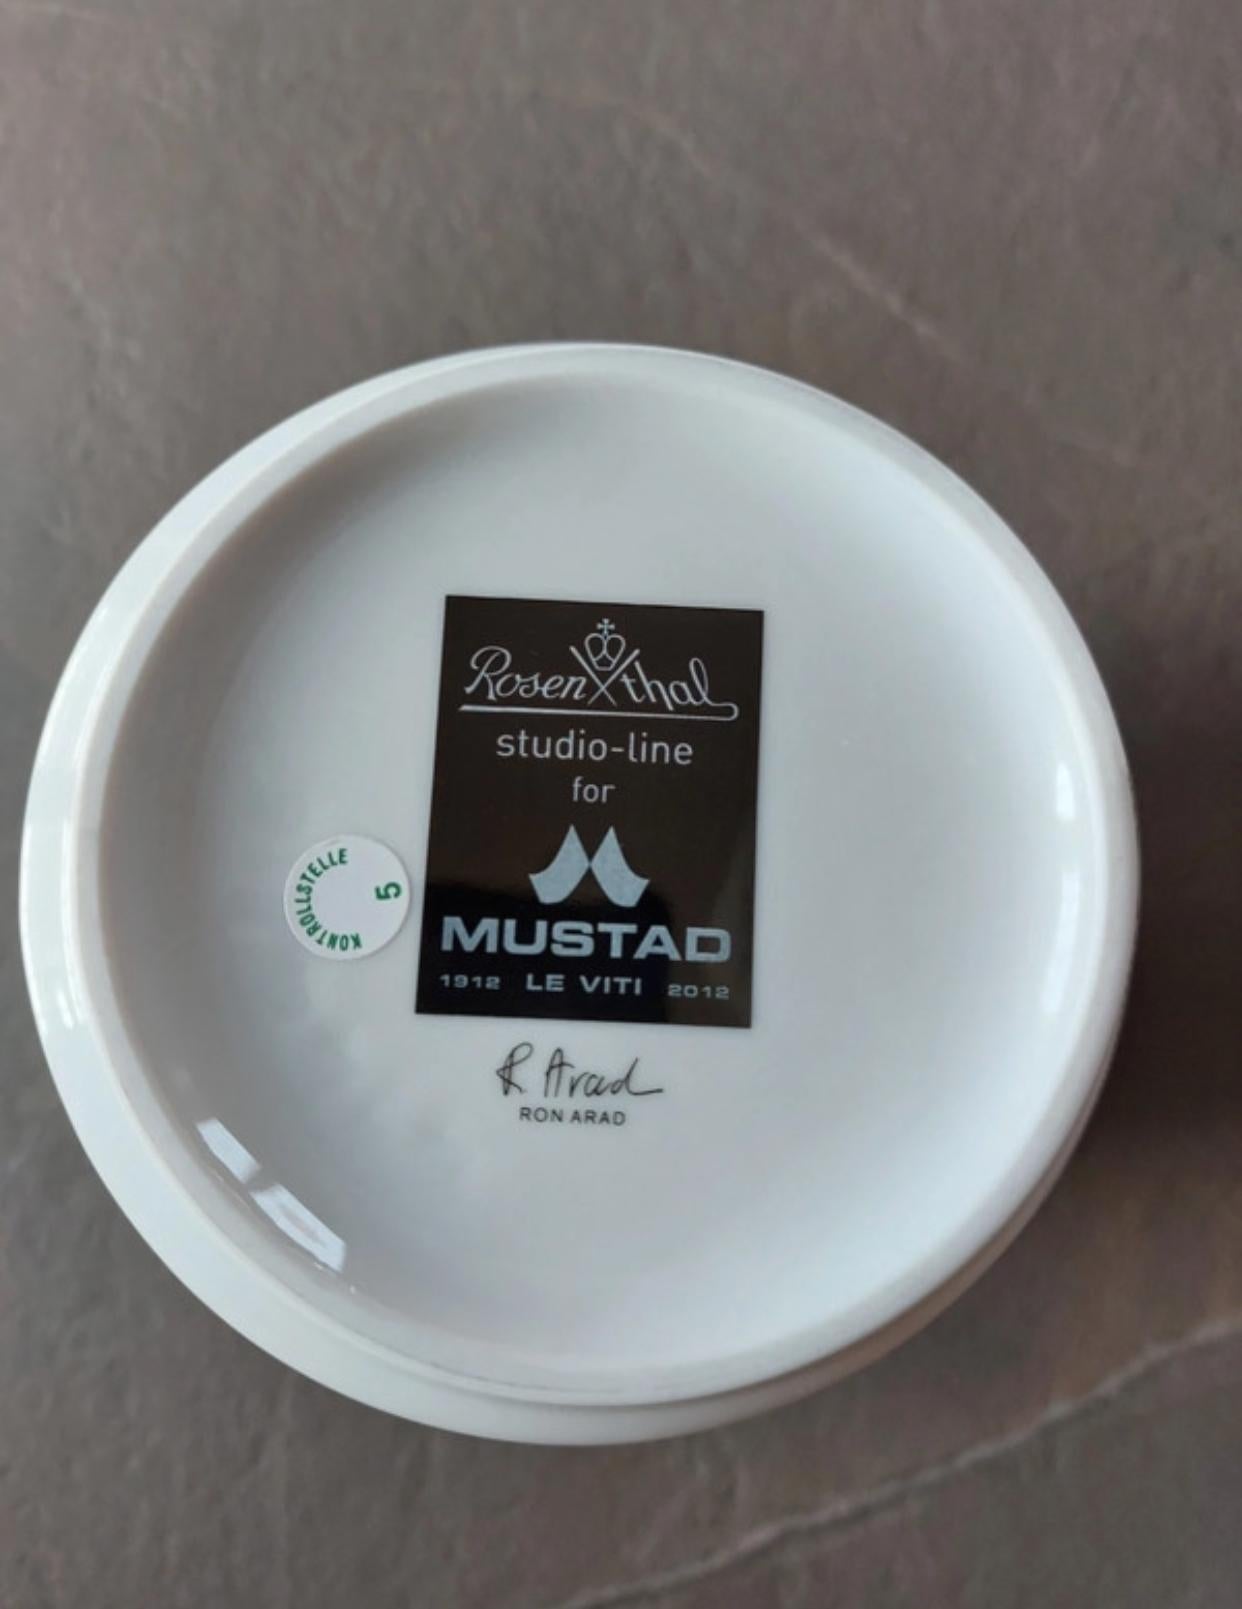 Rosenthal
studio-line
for
MUSTAD
1912 LE VITI 2012
R Arad
RON ARAD
KONTROLLSTELLE
5